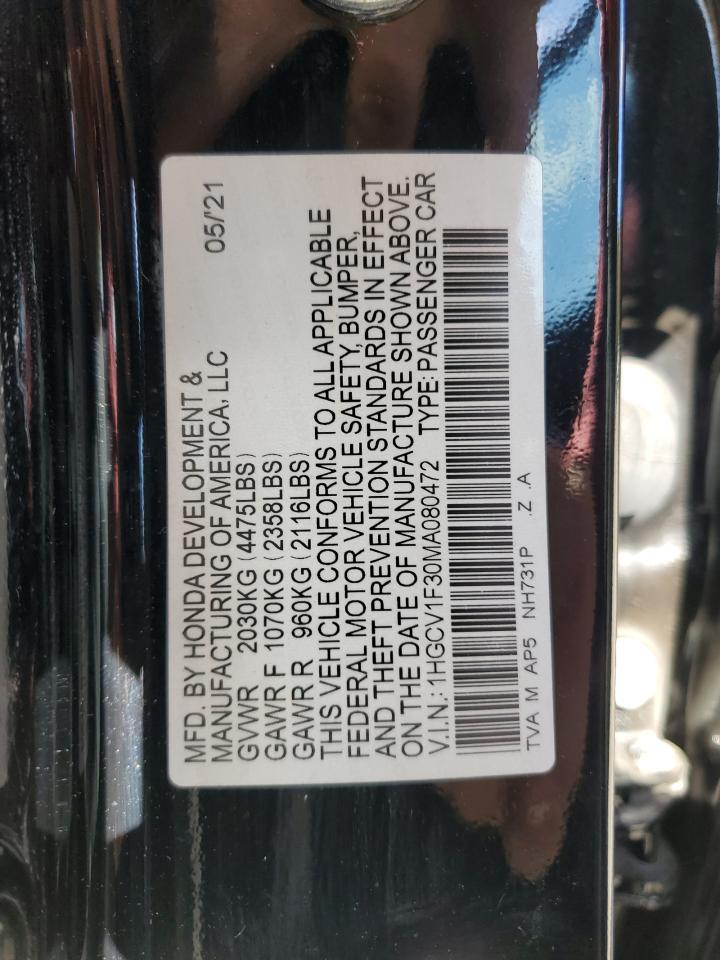 MFD. BY HONDA DEVELOPMENT &
MANUFACTURING OF AMERICA, LLC 05/'21
GVWR 2030KG (4475LBS)
GAWR F 1070KG (2358LBS)
GAWR R 960KG (2116LBS)
THIS VEHICLE CONFORMS TO ALL APPLICABLE
FEDERAL MOTOR VEHICLE SAFETY, BUMPER,
AND THEFT PREVENTION STANDARDS IN EFFECT
ON THE DATE OF MANUFACTURE SHOWN ABOVE.
V.I.N.: 1HGCV1F30MA080472 TYPE: PASSENGER CAR
TVA M AP5 NH731P .Z .A